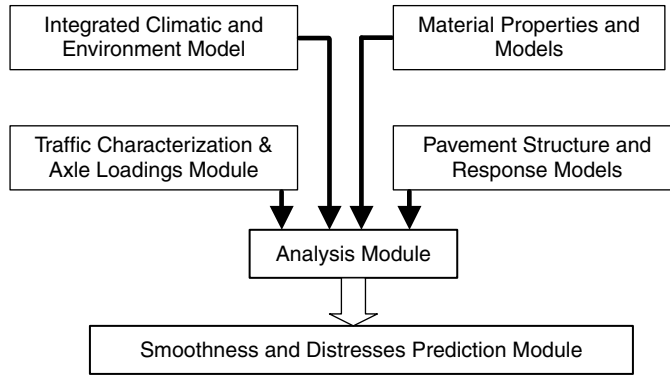 Integrated Climatic and
Environment Model
Material Properties and
Models
Traffic Characterization &
Axle Loadings Module
Pavement Structure and
Response Models
Analysis Module
Smoothness and Distresses Prediction Module